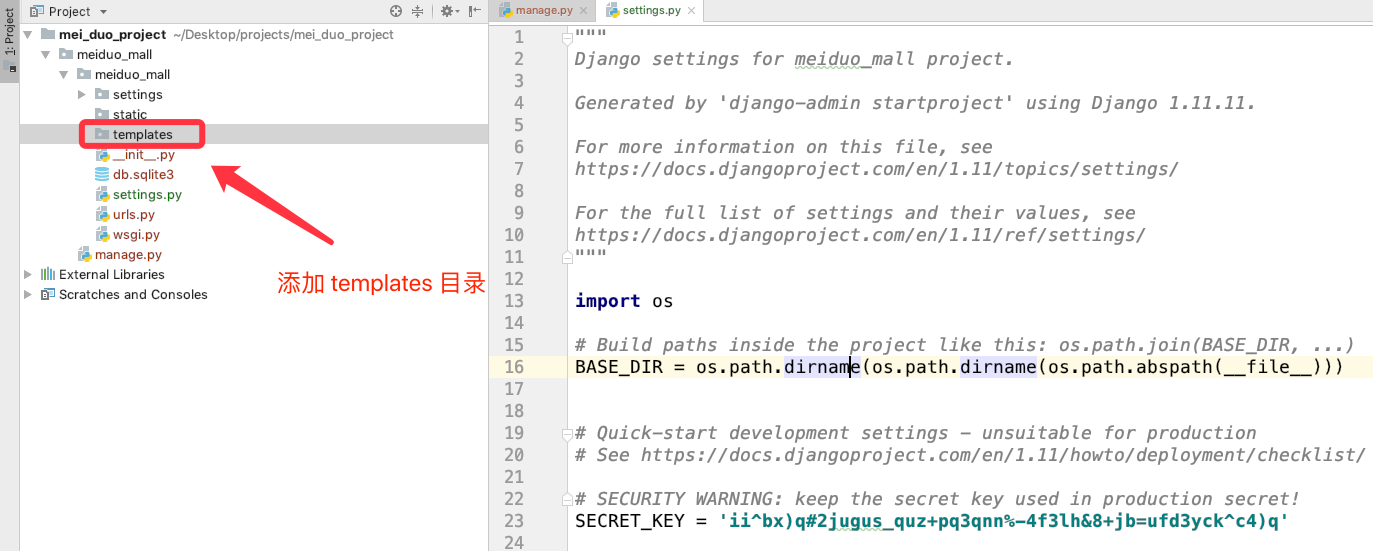 1: Project
Project
mei_duo_project ~/Desktop/projects/mei_duo_project
meiduo_mall
meiduo_mall
settings
static
templates
__init__.py
db.sqlite3
settings.py
urls.py
wsgi.py
manage.py
External Libraries
Scratches and Consoles
添加 templates 目录
manage.py
settings.py
1 """
2 Django settings for meiduo_mall project.
3
4 Generated by 'django-admin startproject' using Django 1.11.11.
5
6 For more information on this file, see
7 https://docs.djangoproject.com/en/1.11/topics/settings/
8
9 For the full list of settings and their values, see
10 https://docs.djangoproject.com/en/1.11/ref/settings/
11 """
12
13 import os
14
15 # Build paths inside the project like this: os.path.join(BASE_DIR, ...)
16 BASE_DIR = os.path.dirname(os.path.dirname(os.path.abspath(__file__)))
17
18
19 # Quick-start development settings - unsuitable for production
20 # See https://docs.djangoproject.com/en/1.11/howto/deployment/checklist/
21
22 # SECURITY WARNING: keep the secret key used in production secret!
23 SECRET_KEY = 'ii^bx)q#2jugus_quz+pq3qnn%-4f3lh&8+jb=ufd3yck^c4)q'
24